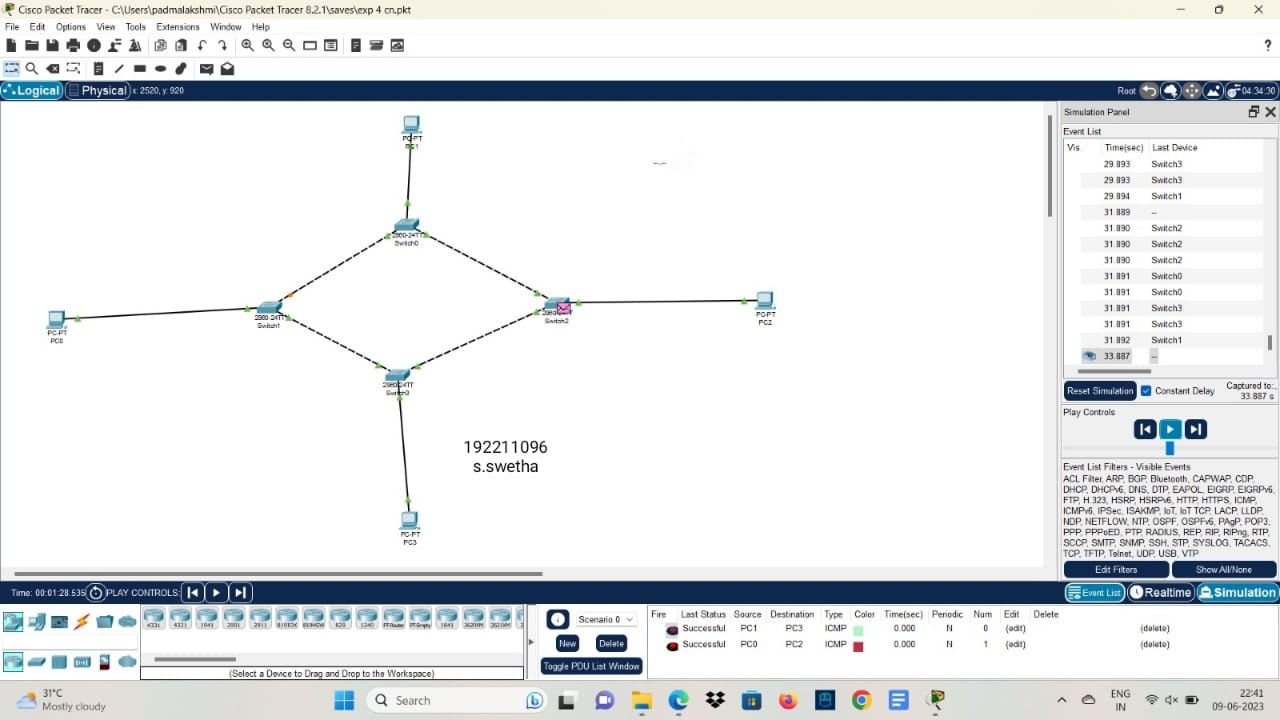 Cisco Packet Tracer - C:\Users\padmalakshmi\Cisco Packet Tracer 8.2.1\saves\exp 4 cn.pkt
File Edit Options View Tools Extensions Window Help
?
Logical Physical x: 2520, y: 920 Root 04:34:30
PC-PT
PC1
2960-24TT
Switch0
2960-24TT
Switch1
PC-PT
PC0
2960-24TT
Switch2
PC-PT
PC2
2960-24TT
Switch3
192211096
s.swetha
PC-PT
PC3
Simulation Panel
Event List
Vis. Time(sec) Last Device
29.893 Switch3
29.893 Switch3
29.894 Switch1
31.889 --
31.890 Switch2
31.890 Switch2
31.890 Switch2
31.891 Switch0
31.891 Switch0
31.891 Switch3
31.891 Switch3
31.892 Switch1
33.887 --
Reset Simulation Constant Delay Captured to:.
33.887 s
Play Controls
Event List Filters - Visible Events
ACL Filter, ARP, BGP, Bluetooth, CAPWAP, CDP,
DHCP, DHCPv6, DNS, DTP, EAPOL, EIGRP, EIGRPv6,
FTP, H.323, HSRP, HSRPv6, HTTP, HTTPS, ICMP,
ICMPv6, IPSec, ISAKMP, IoT, IoT TCP, LACP, LLDP,
NDP, NETFLOW, NTP, OSPF, OSPFv6, PAgP, POP3,
PPP, PPPoED, PTP, RADIUS, REP, RIP, RIPng, RTP,
SCCP, SMTP, SNMP, SSH, STP, SYSLOG, TACACS,
TCP, TFTP, Telnet, UDP, USB, VTP
Edit Filters Show All/None
Time: 00:01:28.535 PLAY CONTROLS: Event List Realtime Simulation
4331 4321 1941 2901 2911 819IOX 819HGW 829 1240 PT-Router PT-Empty 1841 2620XM 2621XM
(Select a Device to Drag and Drop to the Workspace)
Scenario 0
New Delete
Toggle PDU List Window
Fire Last Status Source Destination Type Color Time(sec) Periodic Num Edit Delete
Successful PC1 PC3 ICMP 0.000 N 0 (edit) (delete)
Successful PC0 PC2 ICMP 0.000 N 1 (edit) (delete)
31°C
Mostly cloudy
Search
ENG
IN
22:41
09-06-2023